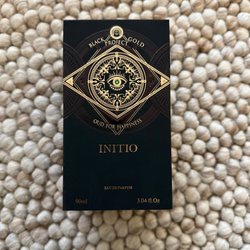 BLACK GOLD
PROJECT
OUD FOR HAPPINESS
INITIO
EAU DE PARFUM
90ml 3.04 fl.Oz